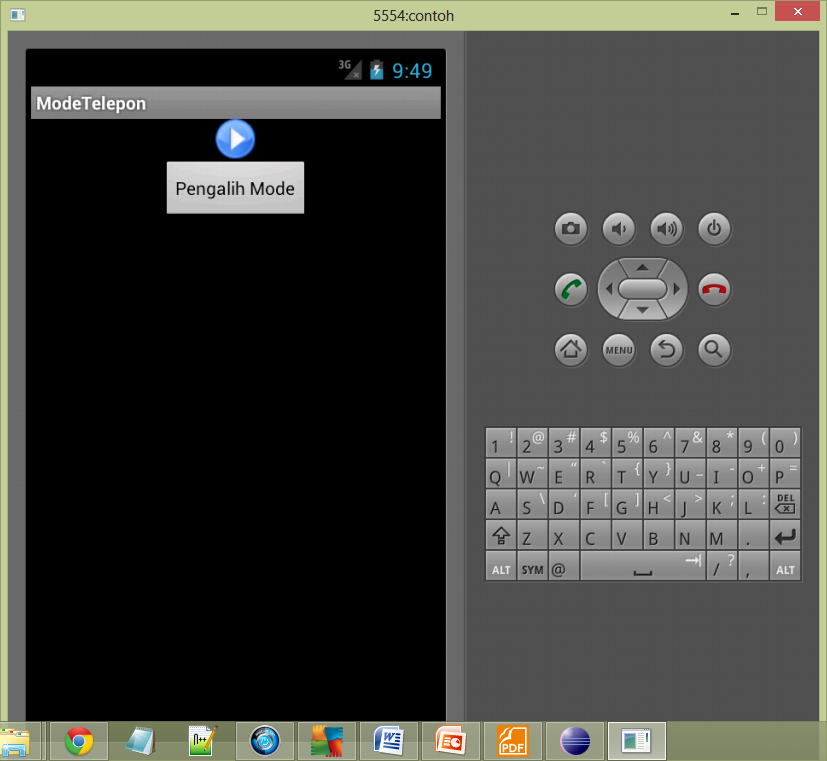 5554:contoh
3G 9:49
ModeTelepon
Pengalih Mode
MENU
1 ! 2 @ 3 # 4 $ 5 % 6 ^ 7 & 8 * 9 ( 0 )
Q | W ~ E " R ` T { Y } U _ I - O + P =
A S \ D ' F [ G ] H < J > K ; L : DEL
Z X C V B N M .
ALT SYM @ / ? , ALT
n++ W P PDF